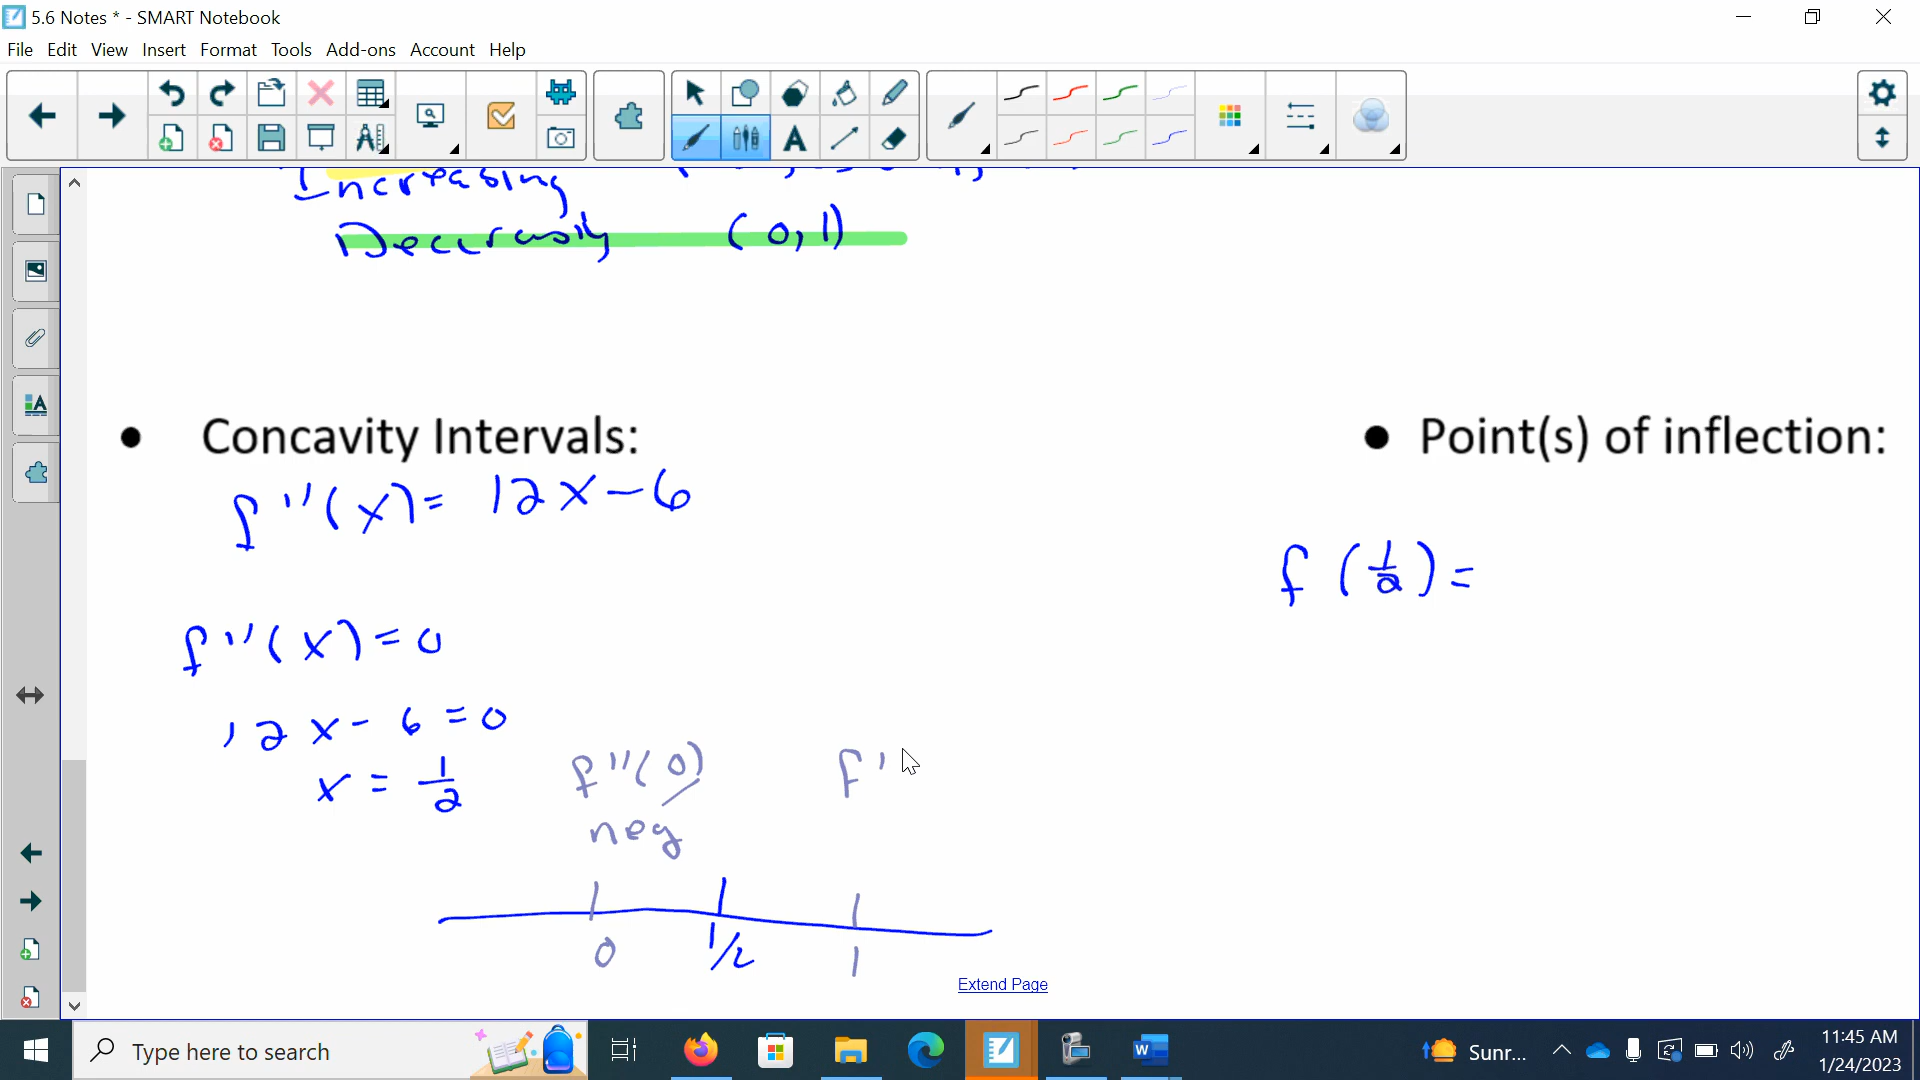 5.6 Notes * - SMART Notebook
File Edit View Insert Format Tools Add-ons Account Help
Increasing
Decreasing (0,1)
• Concavity Intervals:
• Point(s) of inflection:
f''(x)= 12x-6
f(1/2)=
f''(x)=0
12x-6=0
x = 1/2
f''(0) f'
neg
0 1/2 1
Extend Page
Type here to search
Sunr...
11:45 AM
1/24/2023